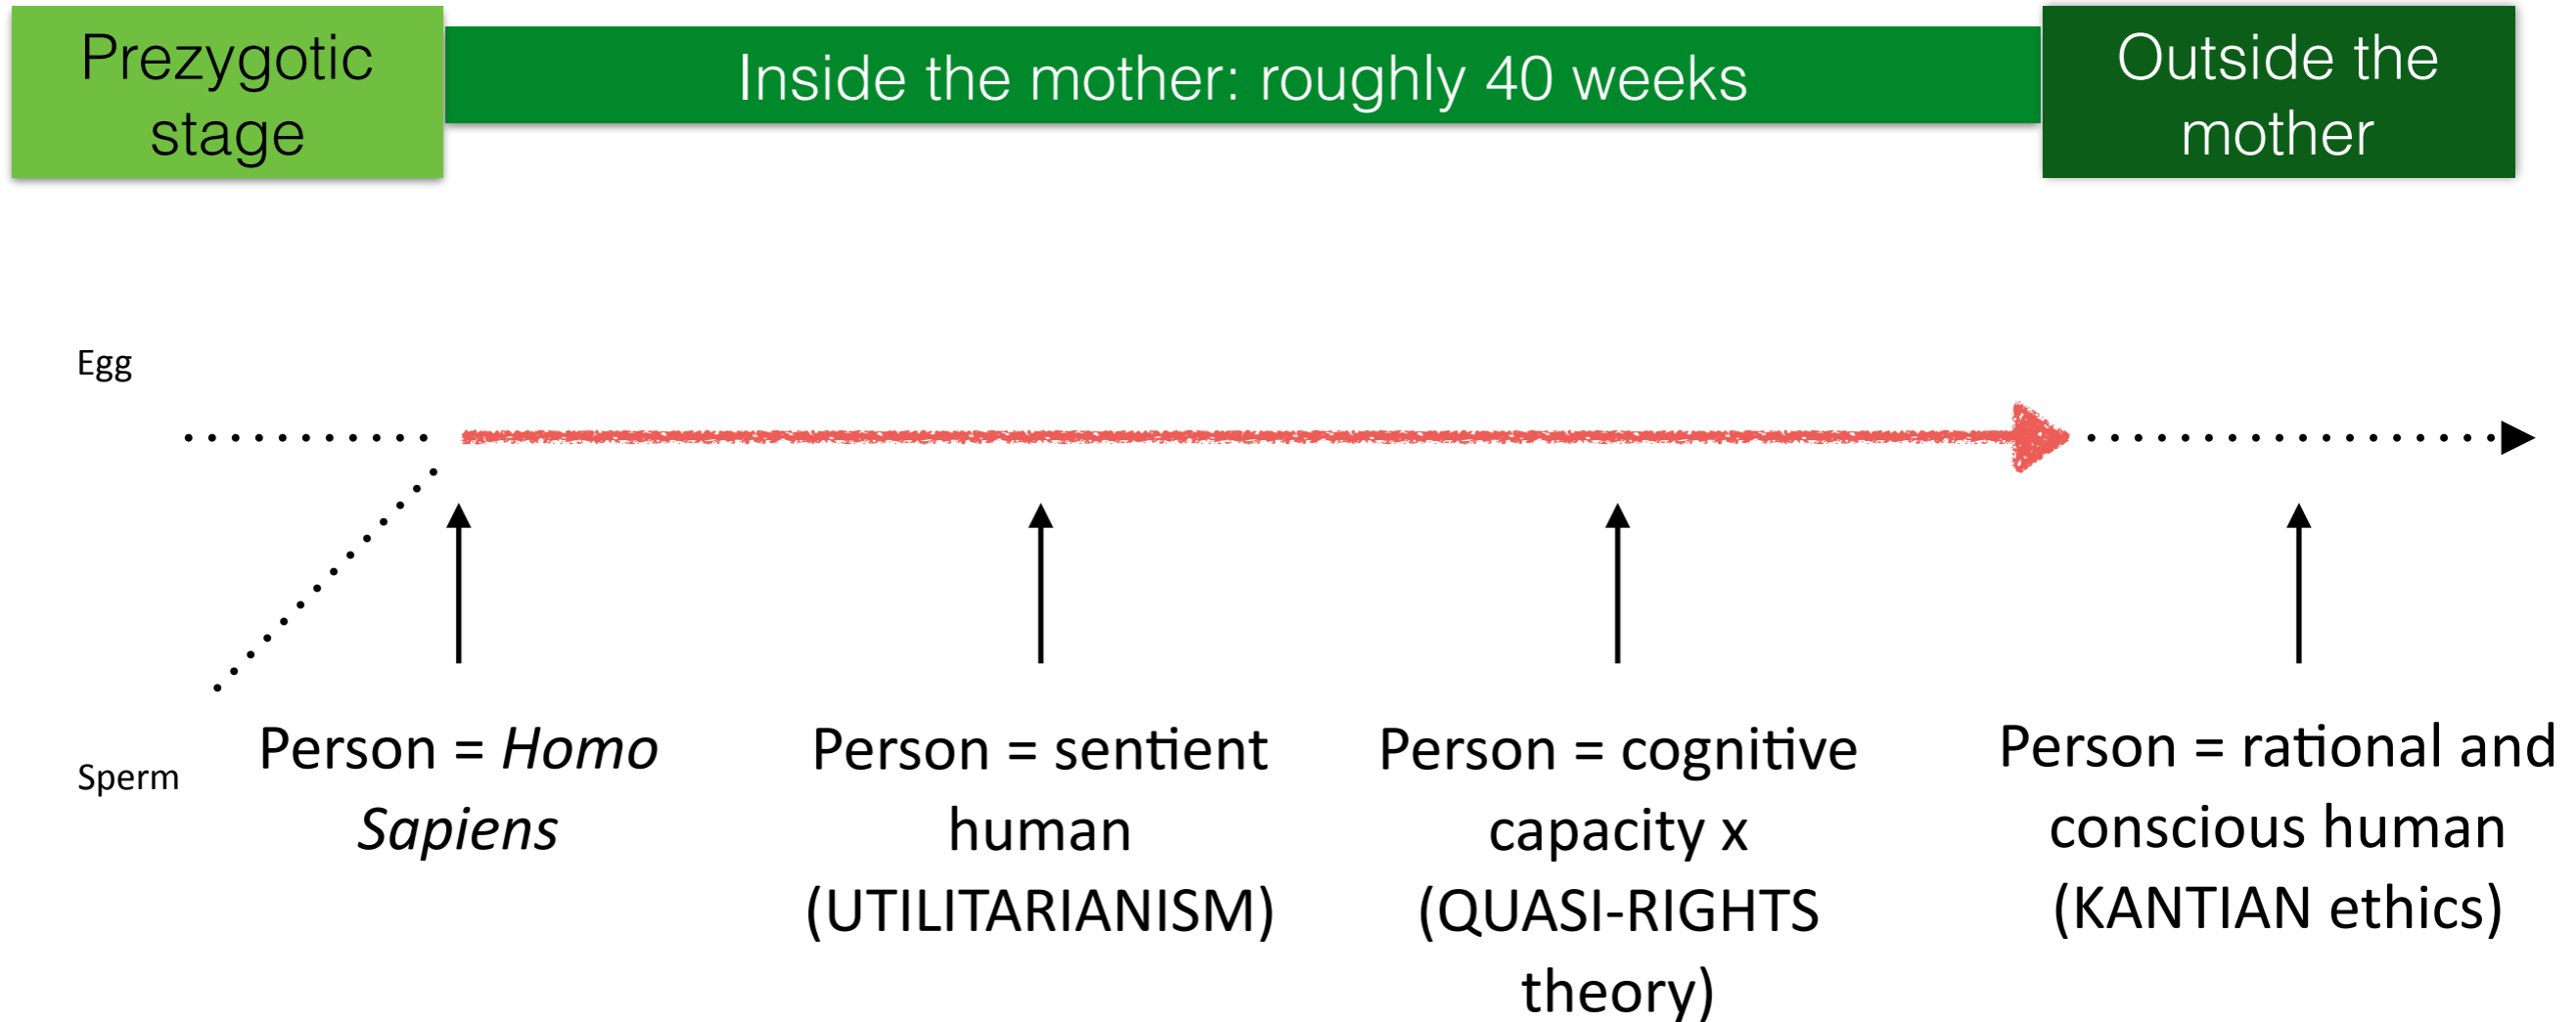 Prezygotic
stage
Inside the mother: roughly 40 weeks
Outside the
mother
Egg
Sperm
Person = Homo
Sapiens
Person = sentient
human
(UTILITARIANISM)
Person = cognitive
capacity x
(QUASI-RIGHTS
theory)
Person = rational and
conscious human
(KANTIAN ethics)